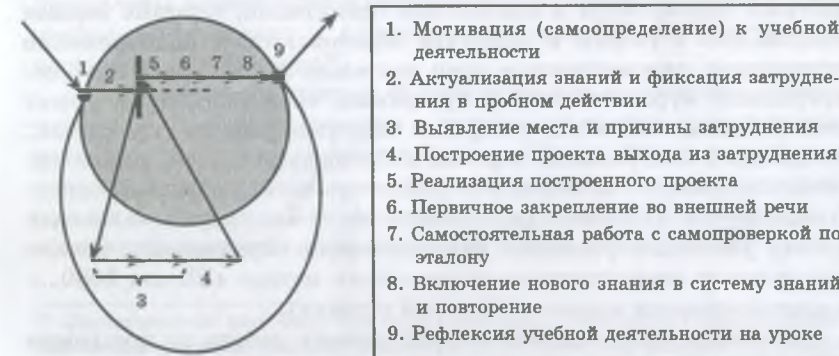 1
2
5 6 7 8
9
4
3
1. Мотивация (самоопределение) к учебной
деятельности
2. Актуализация знаний и фиксация затрудне-
ния в пробном действии
3. Выявление места и причины затруднения
4. Построение проекта выхода из затруднения
5. Реализация построенного проекта
6. Первичное закрепление во внешней речи
7. Самостоятельная работа с самопроверкой по
эталону
8. Включение нового знания в систему знаний
и повторение
9. Рефлексия учебной деятельности на уроке